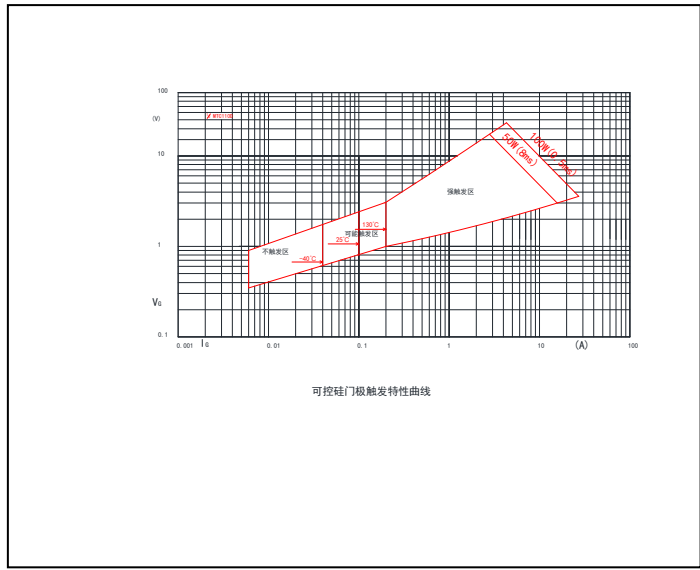 100
(V)
MTC110D
10
100W(0.5ms)
50W(8ms)
强触发区
130℃
可能触发区
25℃
不触发区
-40℃
1
VG
0.1
0.001
IG
0.01
0.1
1
10
(A)
100
可控硅门极触发特性曲线